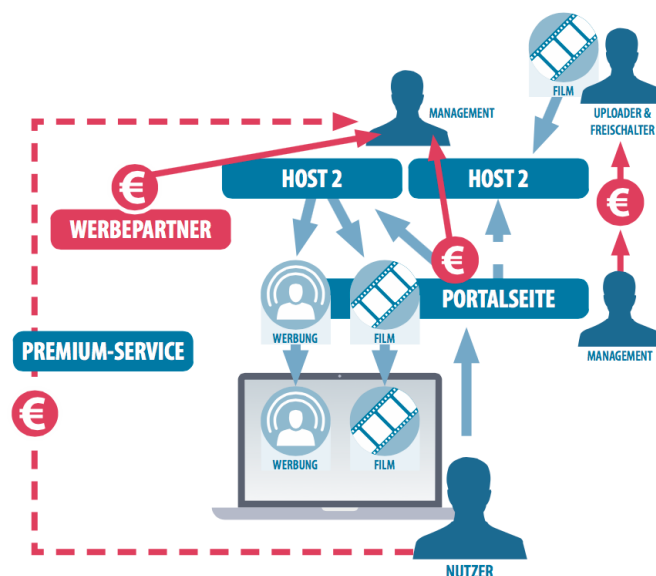 FILM
MANAGEMENT
UPLOADER &
FREISCHALTER
HOST 2
HOST 2
€
€
WERBEPARTNER
€
PORTALSEITE
WERBUNG
FILM
PREMIUM-SERVICE
MANAGEMENT
€
WERBUNG
FILM
NUTZER